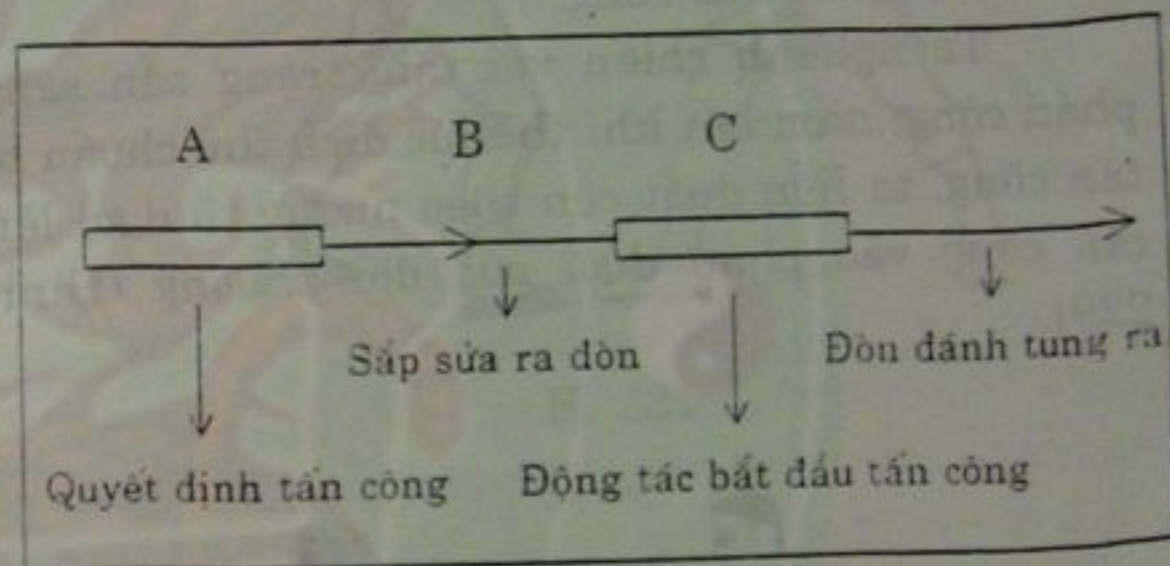 A B C
Sắp sửa ra đòn Đòn đánh tung ra
Quyết định tấn công Động tác bắt đầu tấn công